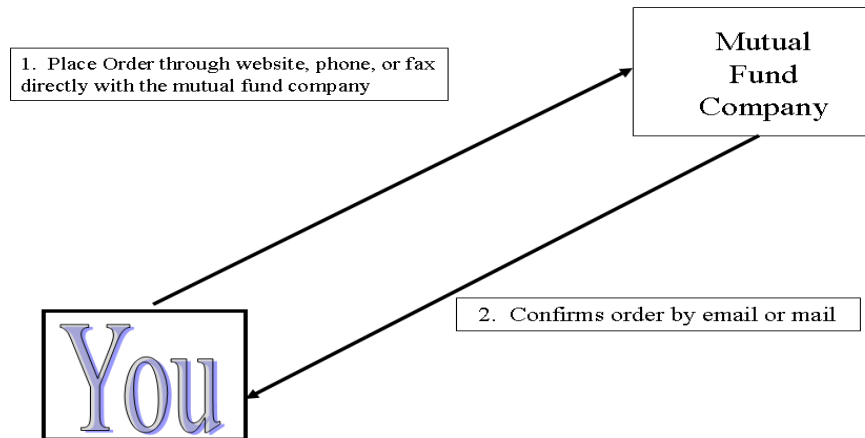 1. Place Order through website, phone, or fax
directly with the mutual fund company
Mutual
Fund
Company
2. Confirms order by email or mail
You